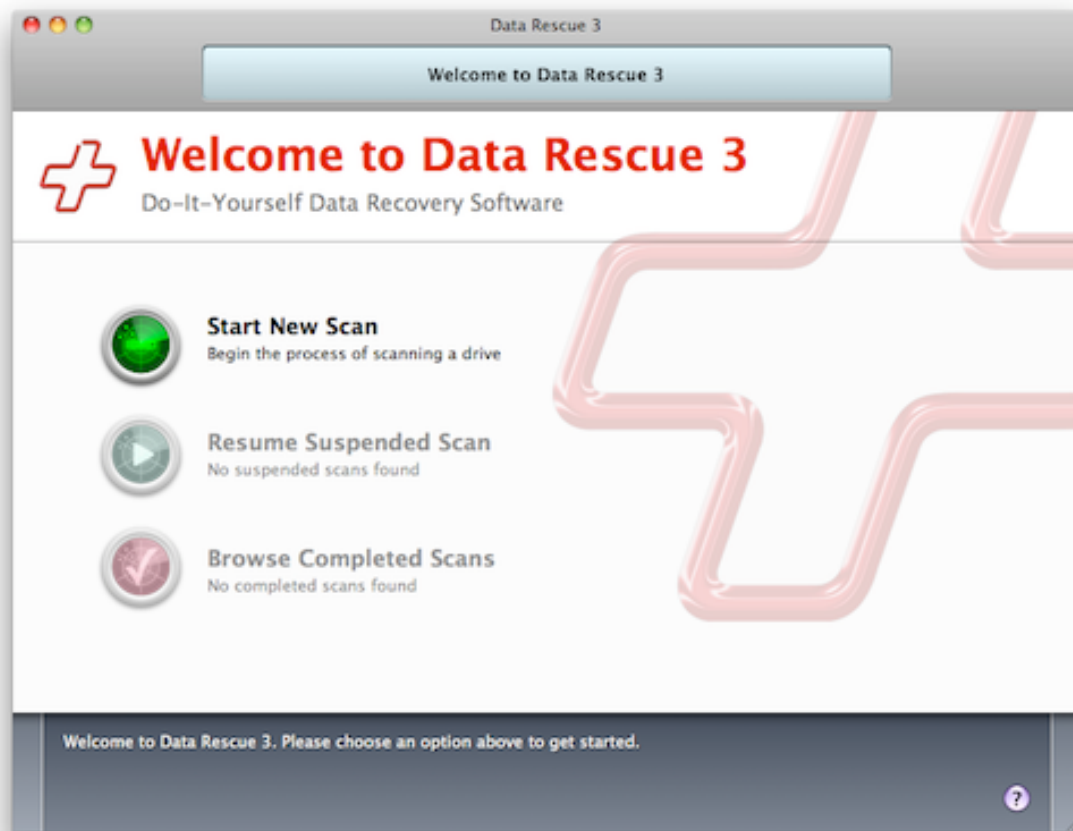 Data Rescue 3
Welcome to Data Rescue 3
Welcome to Data Rescue 3
Do-It-Yourself Data Recovery Software
Start New Scan
Begin the process of scanning a drive
Resume Suspended Scan
No suspended scans found
Browse Completed Scans
No completed scans found
Welcome to Data Rescue 3. Please choose an option above to get started.
?